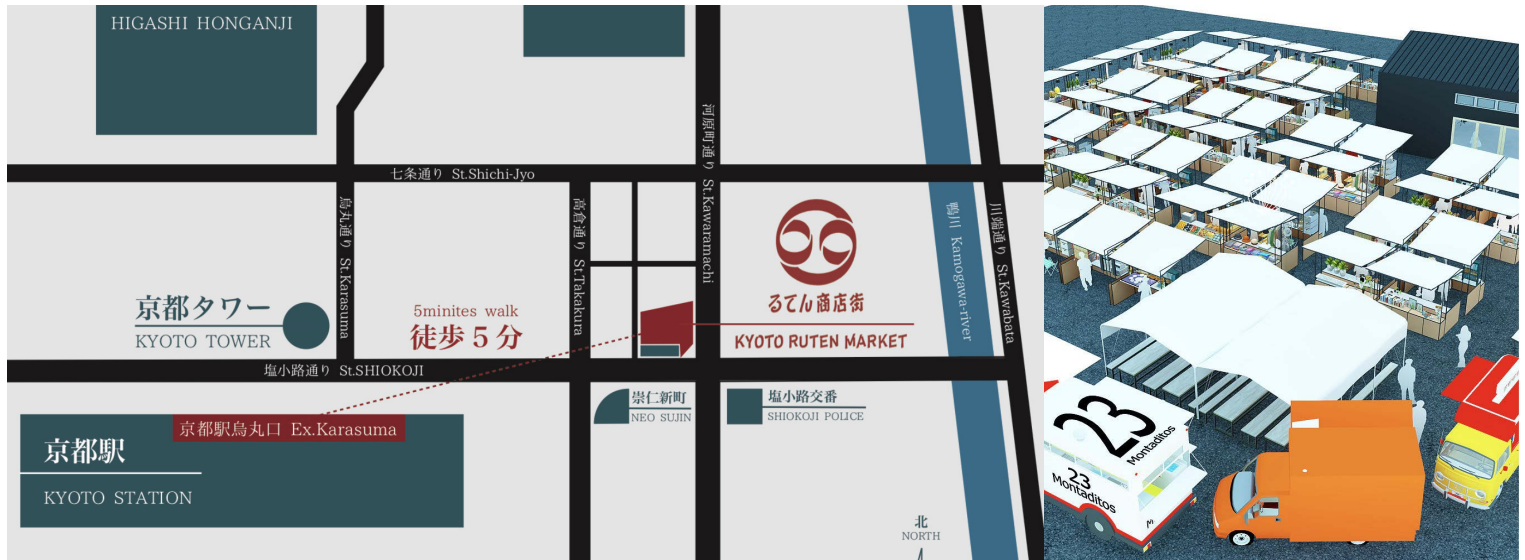 HIGASHI HONGANJI
七条通り St.Shichi-Jyo
烏丸通り St.Karasuma
高倉通り St.Takakura
河原町通り St.Kawaramachi
鴨川 Kamogawa-river
川端通り St.Kawabata
京都タワー
KYOTO TOWER
5minites walk
徒歩5分
るてん商店街
KYOTO RUTEN MARKET
塩小路通り St.SHIOKOJI
崇仁新町
NEO SUJIN
塩小路交番
SHIOKOJI POLICE
京都駅烏丸口 Ex.Karasuma
京都駅
KYOTO STATION
北
NORTH
23
Montaditos
23
Montaditos